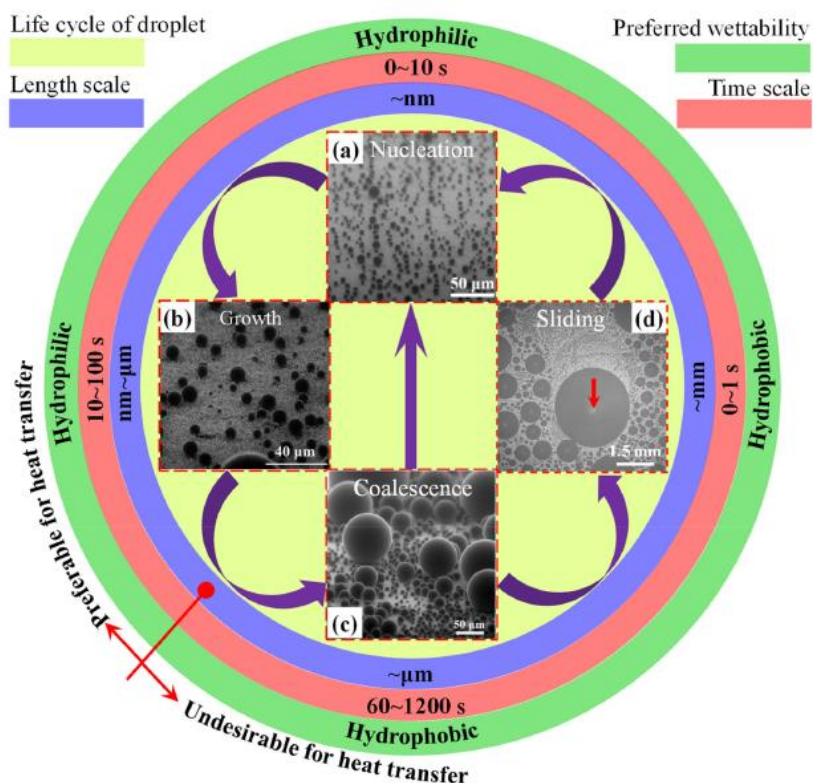 Life cycle of droplet
Length scale
Preferred wettability
Time scale
Hydrophilic
0~10 s
~nm
(a)
Nucleation
50 μm
(b)
Growth
40 μm
Sliding
(d)
1.5 mm
Coalescence
(c)
50 μm
Hydrophilic
10~100 s
nm~μm
~mm
0~1 s
Hydrophobic
~μm
60~1200 s
Hydrophobic
Preferable for heat transfer
Undesirable for heat transfer